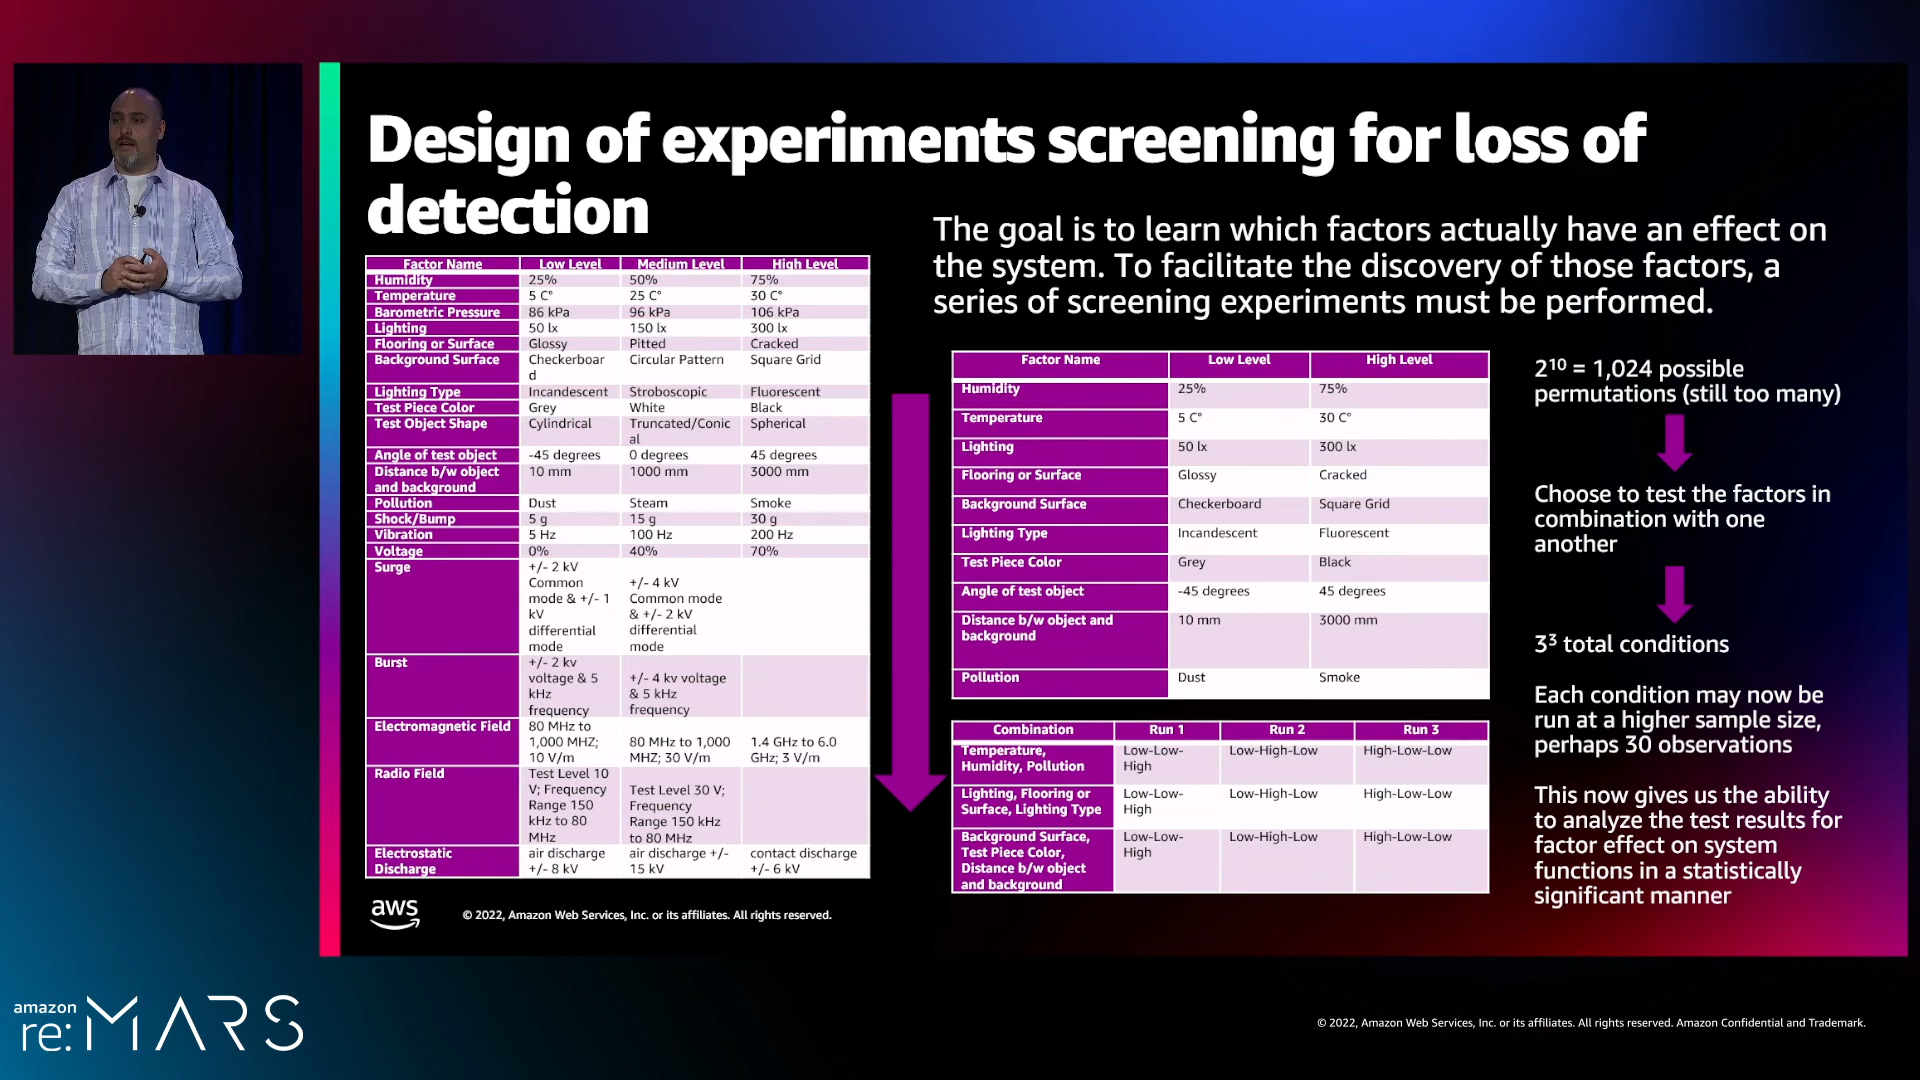 Design of experiments screening for loss of
detection
The goal is to learn which factors actually have an effect on
the system. To facilitate the discovery of those factors, a
series of screening experiments must be performed.
Factor Name Low Level Medium Level High Level
Humidity 25% 50% 75%
Temperature 5 C° 25 C° 30 C°
Barometric Pressure 86 kPa 96 kPa 106 kPa
Lighting 50 lx 150 lx 300 lx
Flooring or Surface Glossy Pitted Cracked
Background Surface Checkerboar Circular Pattern Square Grid
d
Lighting Type Incandescent Stroboscopic Fluorescent
Test Piece Color Grey White Black
Test Object Shape Cylindrical Truncated/Conic Spherical
al
Angle of test object -45 degrees 0 degrees 45 degrees
Distance b/w object 10 mm 1000 mm 3000 mm
and background
Pollution Dust Steam Smoke
Shock/Bump 5 g 15 g 30 g
Vibration 5 Hz 100 Hz 200 Hz
Voltage 0% 40% 70%
Surge +/- 2 kV
Common +/- 4 kV
mode & +/- 1 Common mode
kV & +/- 2 kV
differential differential
mode mode
Burst +/- 2 kv
voltage & 5 +/- 4 kv voltage
kHz & 5 kHz
frequency frequency
Electromagnetic Field 80 MHz to
1,000 MHZ; 80 MHz to 1,000 1.4 GHz to 6.0
10 V/m MHZ; 30 V/m GHz; 3 V/m
Radio Field Test Level 10
V; Frequency Test Level 30 V;
Range 150 Frequency
kHz to 80 Range 150 kHz
MHz to 80 MHz
Electrostatic air discharge air discharge +/- contact discharge
Discharge +/- 8 kV 15 kV +/- 6 kV
Factor Name Low Level High Level
Humidity 25% 75%
Temperature 5 C° 30 C°
Lighting 50 lx 300 lx
Flooring or Surface Glossy Cracked
Background Surface Checkerboard Square Grid
Lighting Type Incandescent Fluorescent
Test Piece Color Grey Black
Angle of test object -45 degrees 45 degrees
Distance b/w object and 10 mm 3000 mm
background
Pollution Dust Smoke
Combination Run 1 Run 2 Run 3
Temperature, Low-Low- Low-High-Low High-Low-Low
Humidity, Pollution High
Lighting, Flooring or Low-Low- Low-High-Low High-Low-Low
Surface, Lighting Type High
Background Surface, Low-Low- Low-High-Low High-Low-Low
Test Piece Color, High
Distance b/w object
and background
2¹⁰ = 1,024 possible
permutations (still too many)
Choose to test the factors in
combination with one
another
3³ total conditions
Each condition may now be
run at a higher sample size,
perhaps 30 observations
This now gives us the ability
to analyze the test results for
factor effect on system
functions in a statistically
significant manner
aws
© 2022, Amazon Web Services, Inc. or its affiliates. All rights reserved.
amazon
re:MARS
© 2022, Amazon Web Services, Inc. or its affiliates. All rights reserved. Amazon Confidential and Trademark.